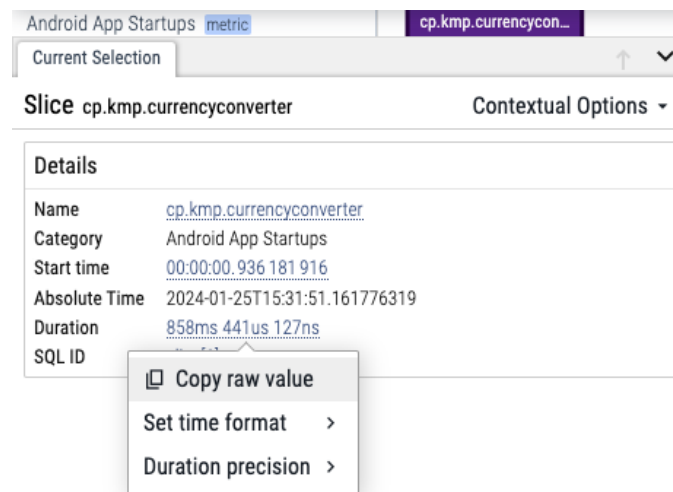 Android App Startups metric
cp.kmp.currencycon…
Current Selection
Slice cp.kmp.currencyconverter
Contextual Options
Details
Name cp.kmp.currencyconverter
Category Android App Startups
Start time 00:00:00.936 181 916
Absolute Time 2024-01-25T15:31:51.161776319
Duration 858ms 441us 127ns
SQL ID
Copy raw value
Set time format
Duration precision